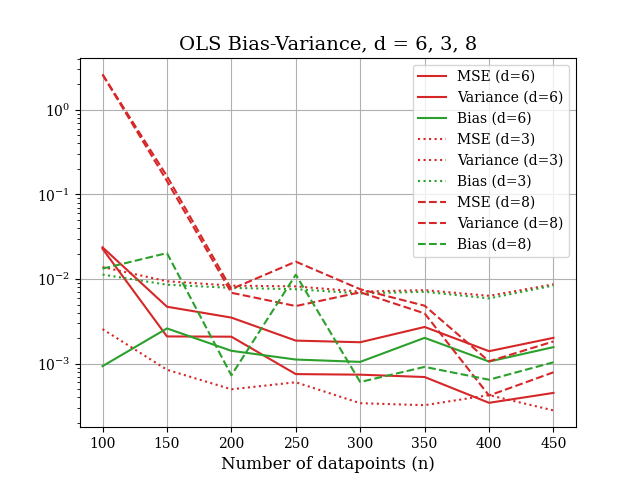 OLS Bias-Variance, d = 6, 3, 8
MSE (d=6)
Variance (d=6)
Bias (d=6)
MSE (d=3)
Variance (d=3)
Bias (d=3)
MSE (d=8)
Variance (d=8)
Bias (d=8)
10⁰
10⁻¹
10⁻²
10⁻³
100 150 200 250 300 350 400 450
Number of datapoints (n)